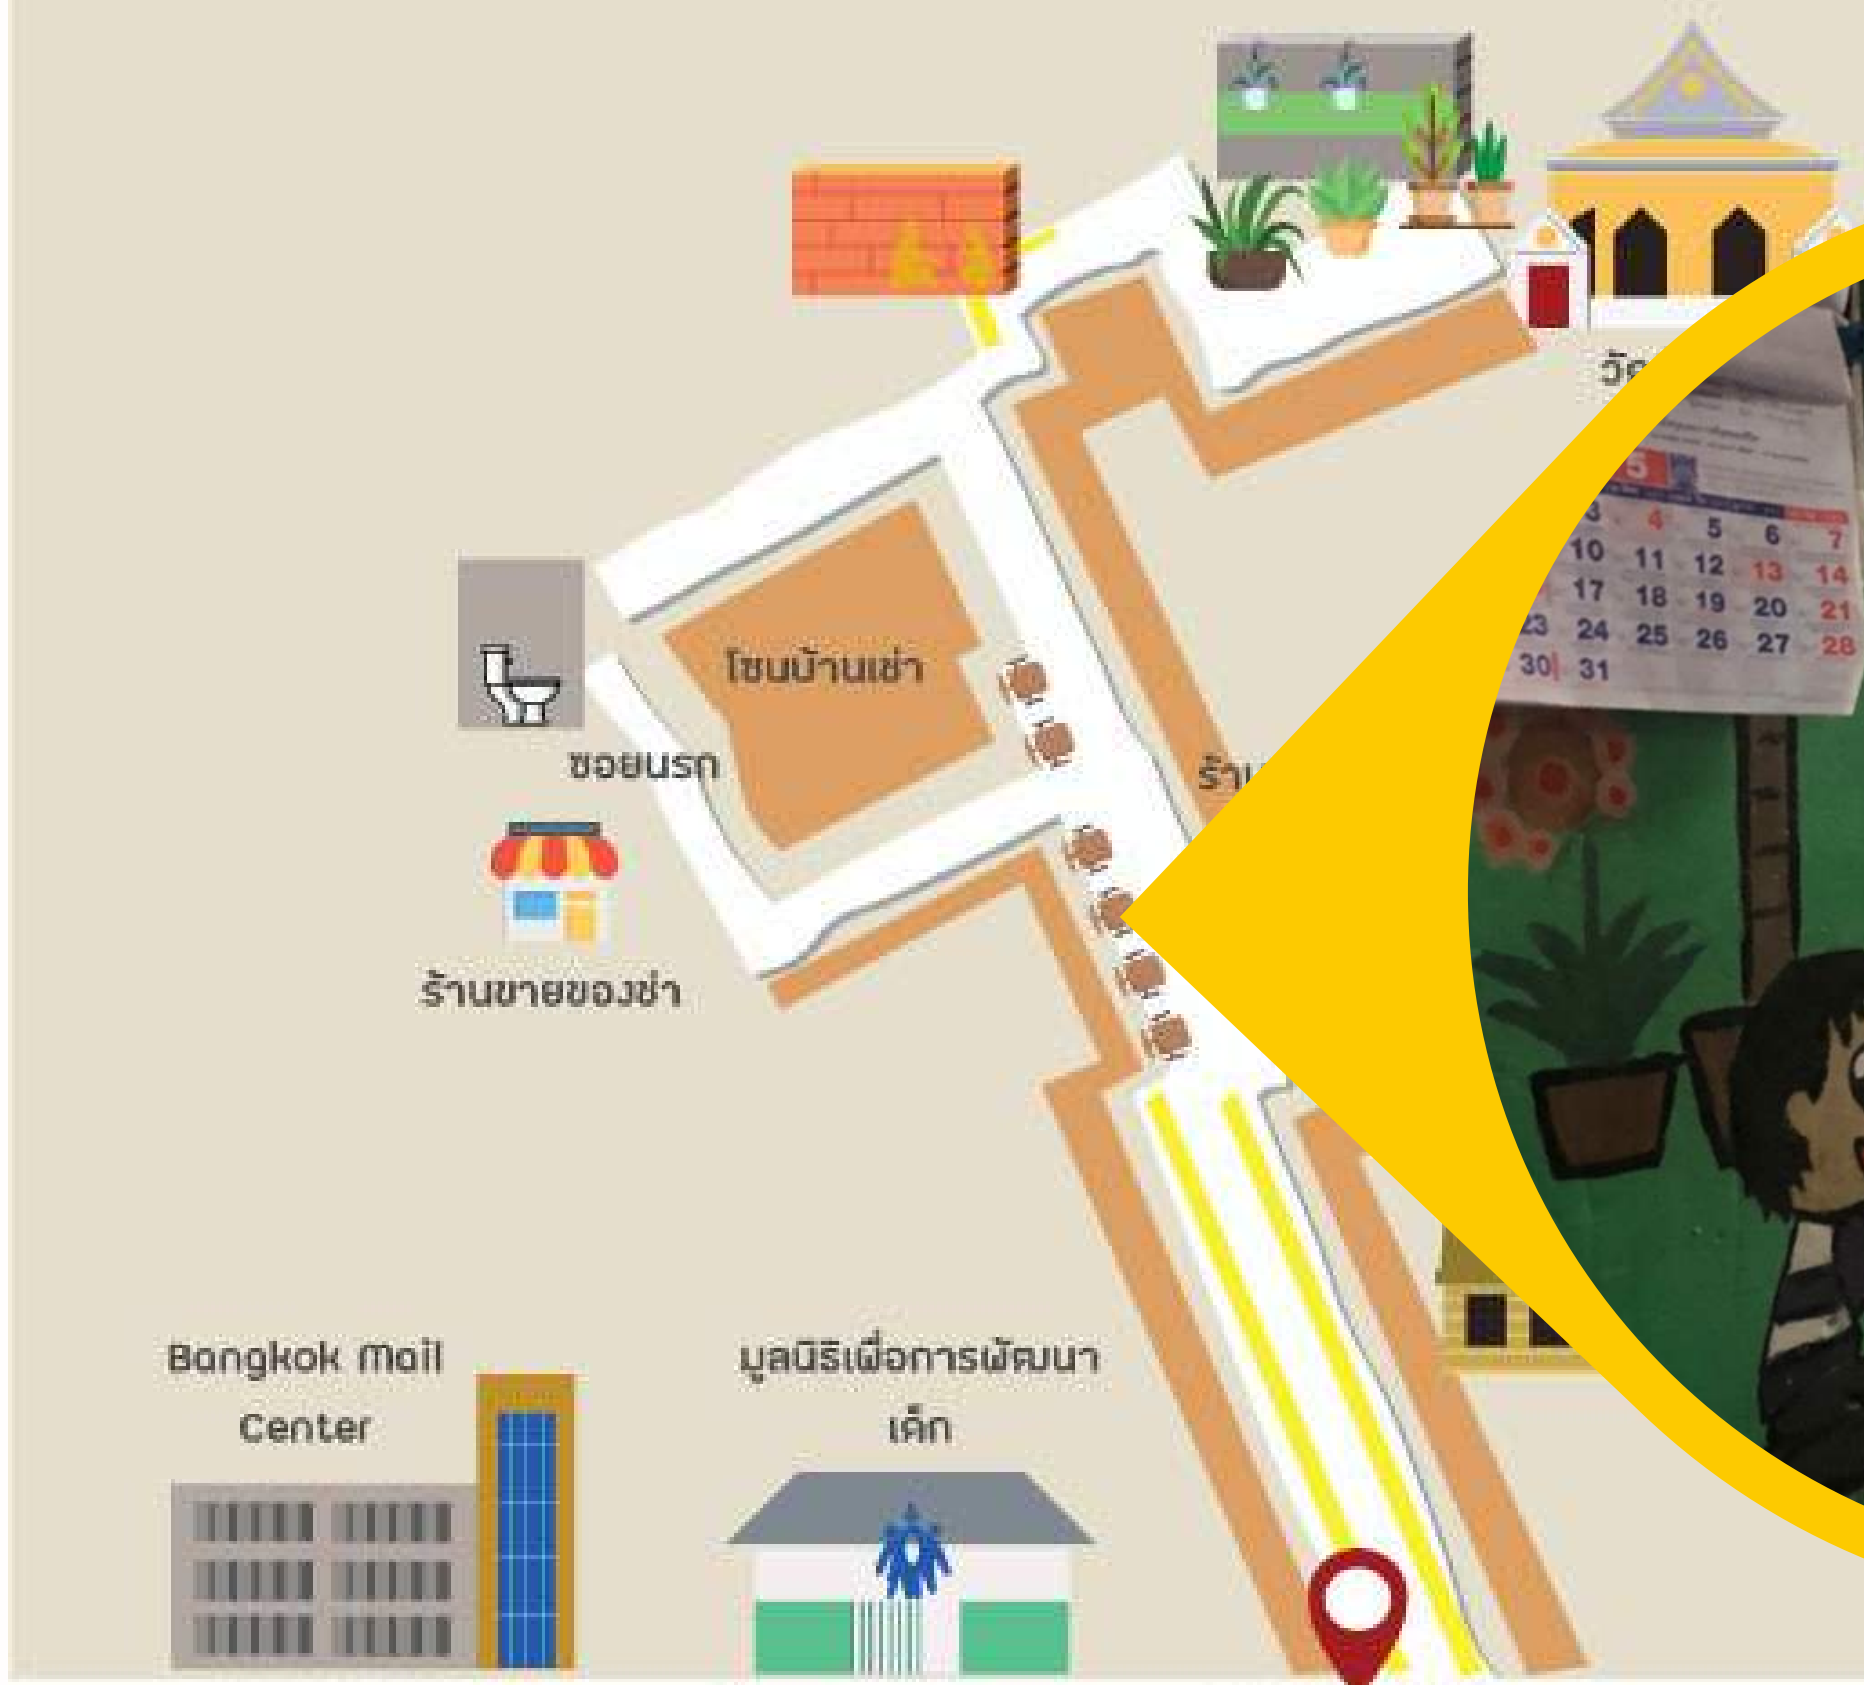 โซนบ้านเช่า
ซอยนรก
ร้านขายของชำ
Bangkok Mail
Center
มูลนิธิเพื่อการพัฒนา
เด็ก
5
3 4 5 6 7
10 11 12 13 14
17 18 19 20 21
23 24 25 26 27 28
30 31